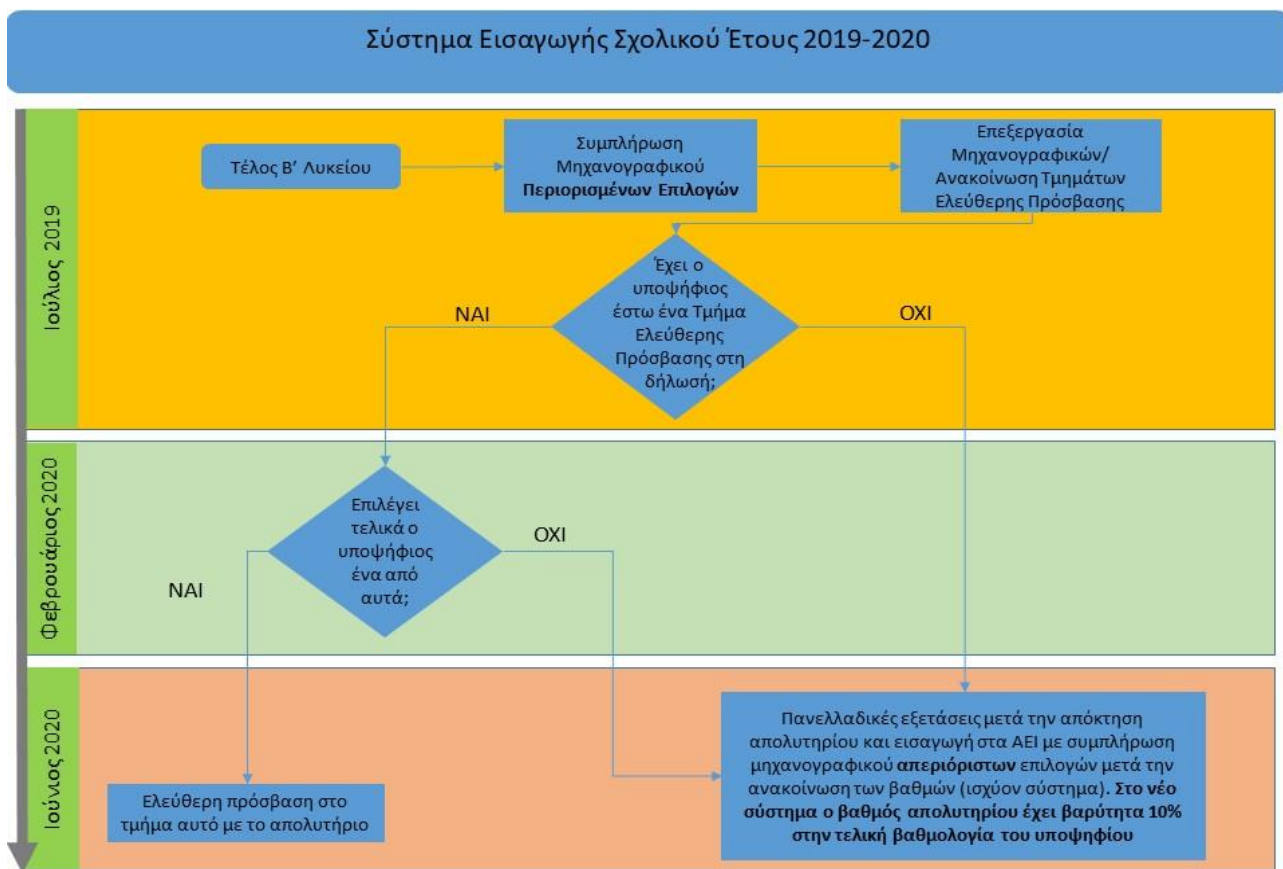 Σύστημα Εισαγωγής Σχολικού Έτους 2019-2020
Ιούλιος 2019
Τέλος Β’ Λυκείου
Συμπλήρωση
Μηχανογραφικού
Περιορισμένων Επιλογών
Επεξεργασία
Μηχανογραφικών/
Ανακοίνωση Τμημάτων
Ελεύθερης Πρόσβασης
Έχει ο
υποψήφιος
έστω ένα Τμήμα
Ελεύθερης
Πρόσβασης στη
δήλωσή;
ΝΑΙ
ΟΧΙ
Φεβρουάριος 2020
Επιλέγει
τελικά ο
υποψήφιος
ένα από
αυτά;
ΝΑΙ
ΟΧΙ
Ιούνιος 2020
Ελεύθερη πρόσβαση στο
τμήμα αυτό με το απολυτήριο
Πανελλαδικές εξετάσεις μετά την απόκτηση
απολυτηρίου και εισαγωγή στα ΑΕΙ με συμπλήρωση
μηχανογραφικού απεριόριστων επιλογών μετά την
ανακοίνωση των βαθμών (ισχύον σύστημα). Στο νέο
σύστημα ο βαθμός απολυτηρίου έχει βαρύτητα 10%
στην τελική βαθμολογία του υποψηφίου